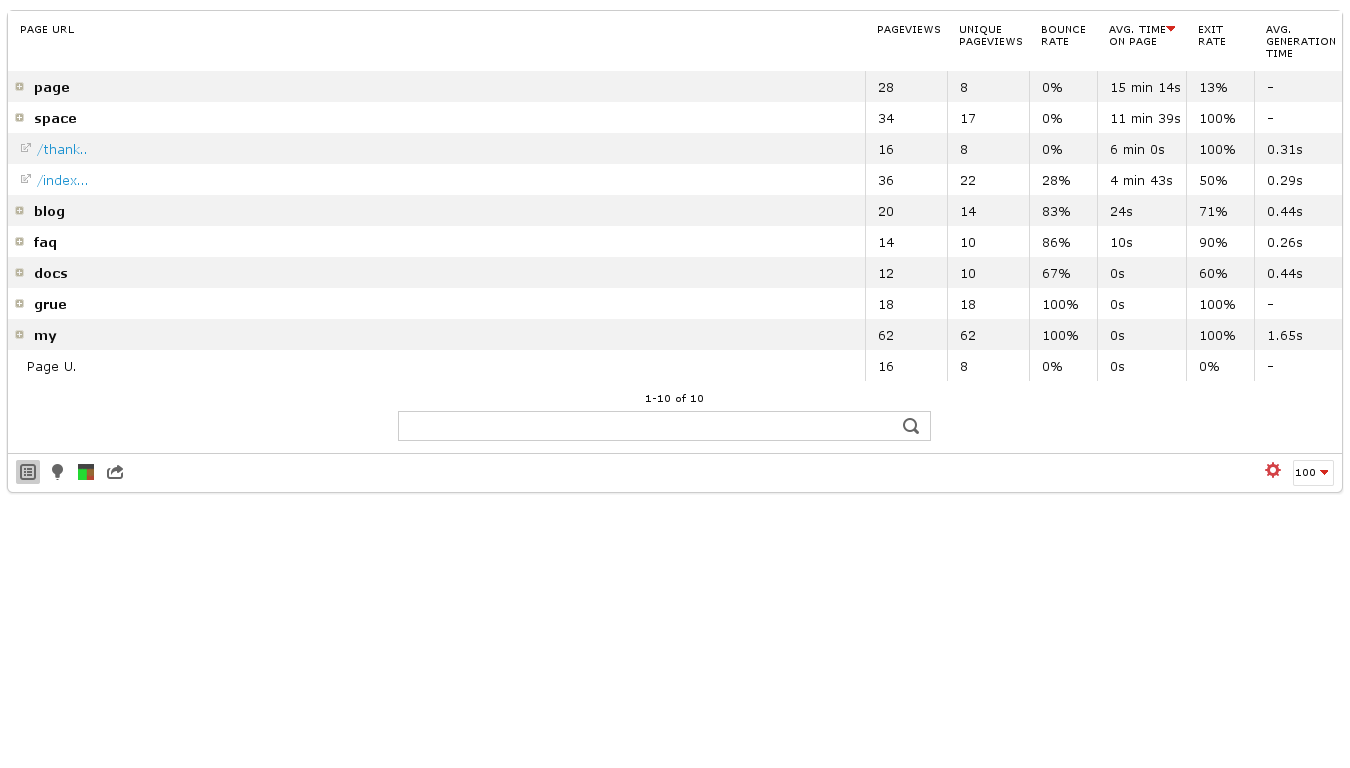 PAGE URL PAGEVIEWS UNIQUE PAGEVIEWS BOUNCE RATE AVG. TIME ON PAGE EXIT RATE AVG. GENERATION TIME
page 28 8 0% 15 min 14s 13% -
space 34 17 0% 11 min 39s 100% -
/thank.. 16 8 0% 6 min 0s 100% 0.31s
/index... 36 22 28% 4 min 43s 50% 0.29s
blog 20 14 83% 24s 71% 0.44s
faq 14 10 86% 10s 90% 0.26s
docs 12 10 67% 0s 60% 0.44s
grue 18 18 100% 0s 100% -
my 62 62 100% 0s 100% 1.65s
Page U. 16 8 0% 0s 0% -
1-10 of 10
100